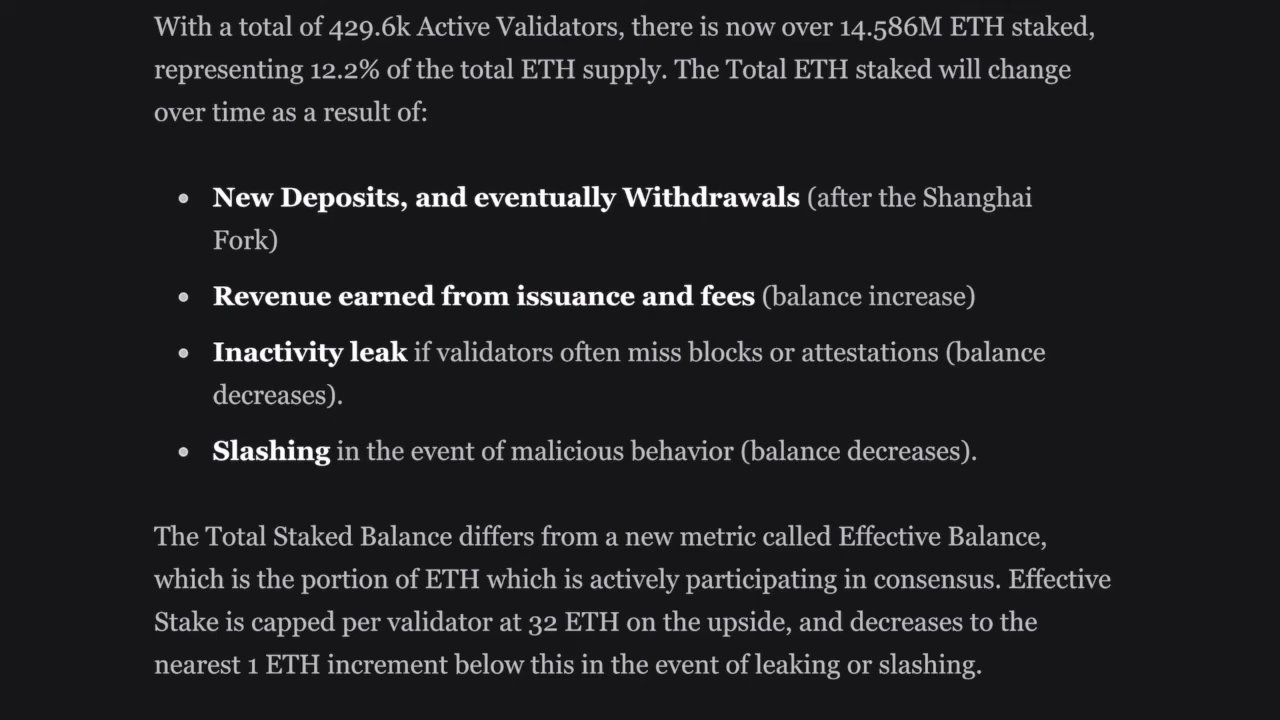 With a total of 429.6k Active Validators, there is now over 14.586M ETH staked,
representing 12.2% of the total ETH supply. The Total ETH staked will change
over time as a result of:
• New Deposits, and eventually Withdrawals (after the Shanghai
Fork)
• Revenue earned from issuance and fees (balance increase)
• Inactivity leak if validators often miss blocks or attestations (balance
decreases).
• Slashing in the event of malicious behavior (balance decreases).
The Total Staked Balance differs from a new metric called Effective Balance,
which is the portion of ETH which is actively participating in consensus. Effective
Stake is capped per validator at 32 ETH on the upside, and decreases to the
nearest 1 ETH increment below this in the event of leaking or slashing.